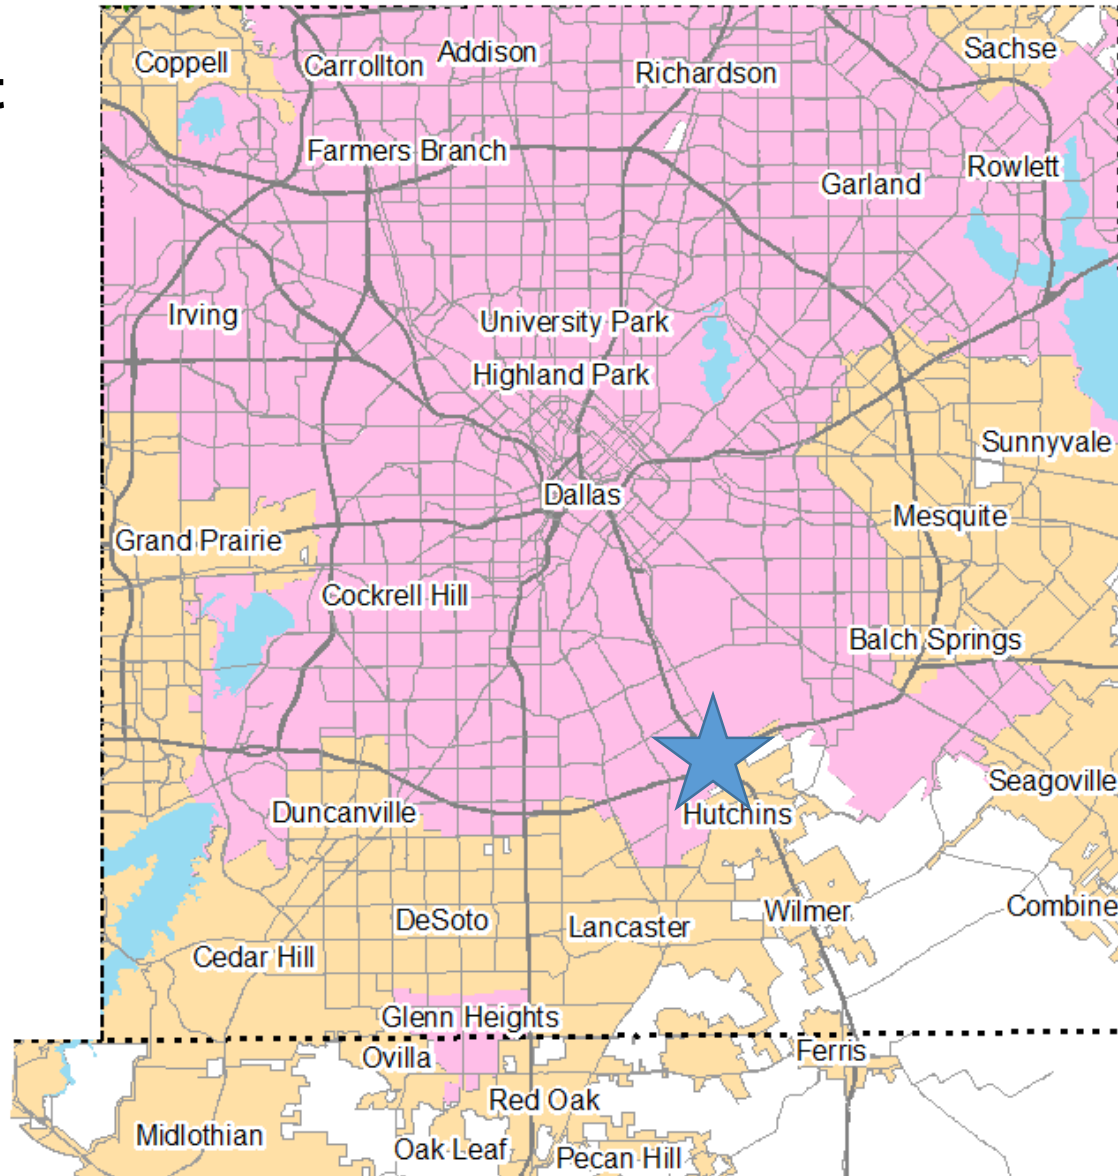 Sachse
Coppell
Addison
Carrollton
Richardson
Farmers Branch
Rowlett
Garland
Irving
University Park
Highland Park
Sunnyvale
Dallas
Mesquite
Grand Prairie
Cockrell Hill
Balch Springs
Seagoville
Duncanville
Hutchins
Combine
Wilmer
DeSoto
Lancaster
Cedar Hill
Glenn Heights
Ovilla
Ferris
Red Oak
Midlothian
Oak Leaf
Pecan Hill